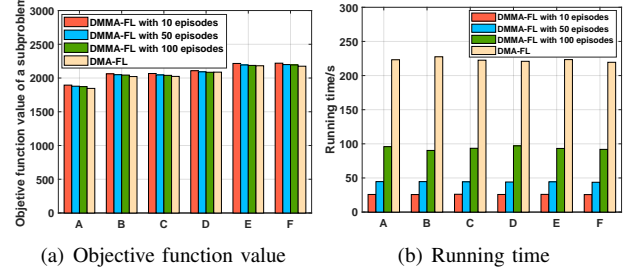 3000
2500
2000
1500
1000
500
0
Objetive function value of a subproblem
DMMA-FL with 10 episodes
DMMA-FL with 50 episodes
DMMA-FL with 100 episodes
DMA-FL
A B C D E F
(a) Objective function value
300
250
200
150
100
50
0
Running time/s
DMMA-FL with 10 episodes
DMMA-FL with 50 episodes
DMMA-FL with 100 episodes
DMA-FL
A B C D E F
(b) Running time